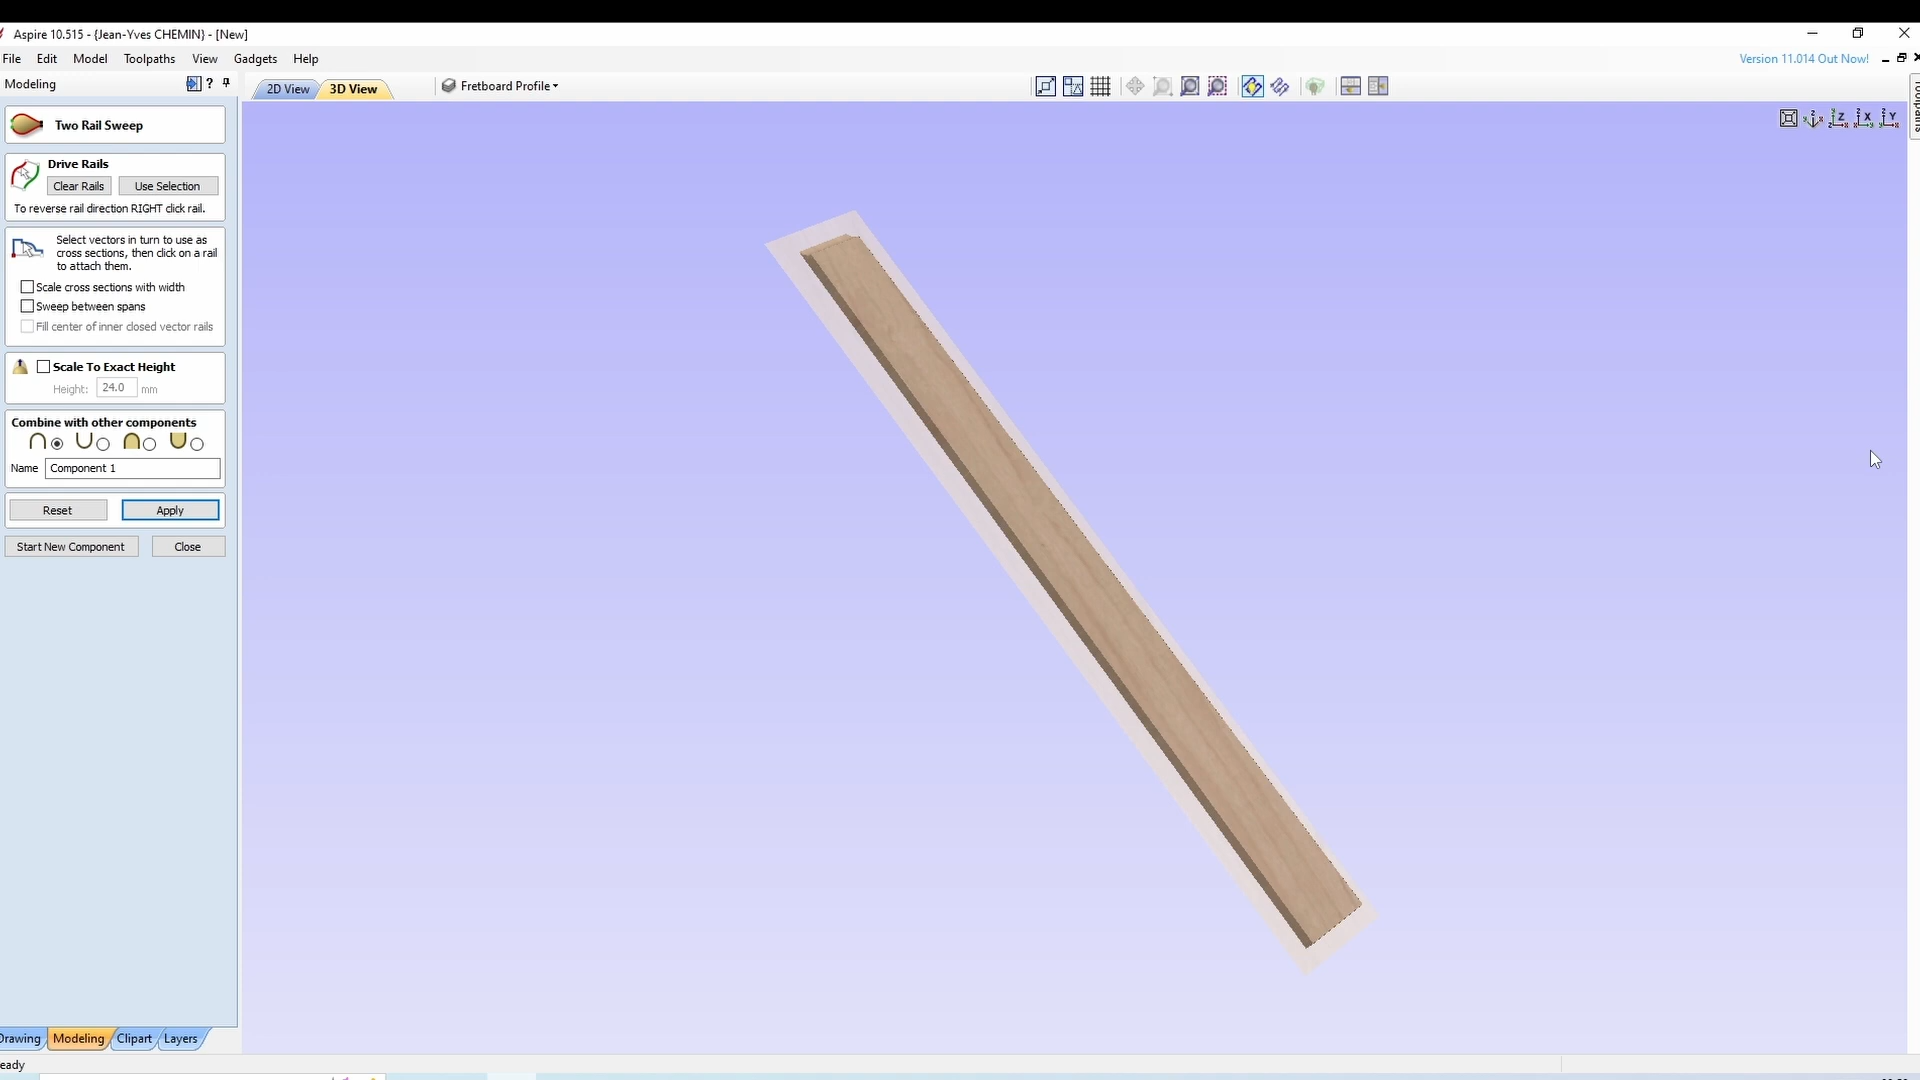 Aspire 10.515 - {Jean-Yves CHEMIN} - [New]
File Edit Model Toolpaths View Gadgets Help
Version 11.014 Out Now!
Modeling
?
2D View
3D View
Fretboard Profile
Two Rail Sweep
Drive Rails
Clear Rails
Use Selection
To reverse rail direction RIGHT click rail.
Select vectors in turn to use as
cross sections, then click on a rail
to attach them.
Scale cross sections with width
Sweep between spans
Fill center of inner closed vector rails
Scale To Exact Height
Height: 24.0 mm
Combine with other components
Name Component 1
Reset
Apply
Start New Component
Close
Drawing Modeling Clipart Layers
eady